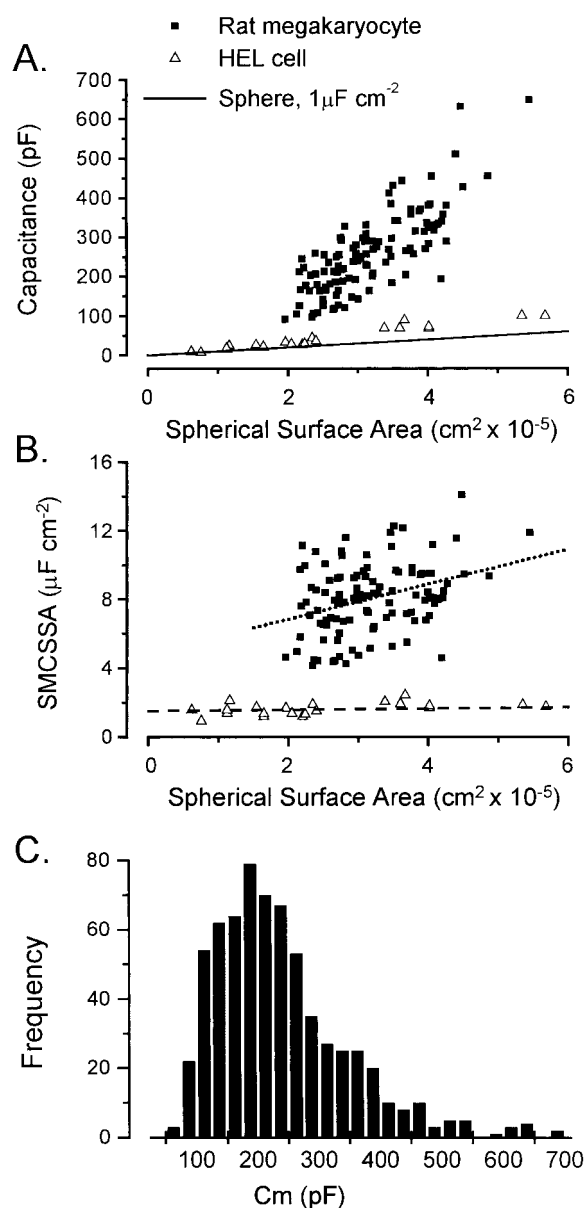 ■ Rat megakaryocyte
△ HEL cell
— Sphere, 1μF cm⁻²
A.
700
600
500
400
300
200
100
0
Capacitance (pF)
0 2 4 6
Spherical Surface Area (cm² x 10⁻⁵)
B.
16
12
8
4
0
SMCSSA (μF cm⁻²)
0 2 4 6
Spherical Surface Area (cm² x 10⁻⁵)
C.
80
60
40
20
0
Frequency
100 200 300 400 500 600 700
Cm (pF)